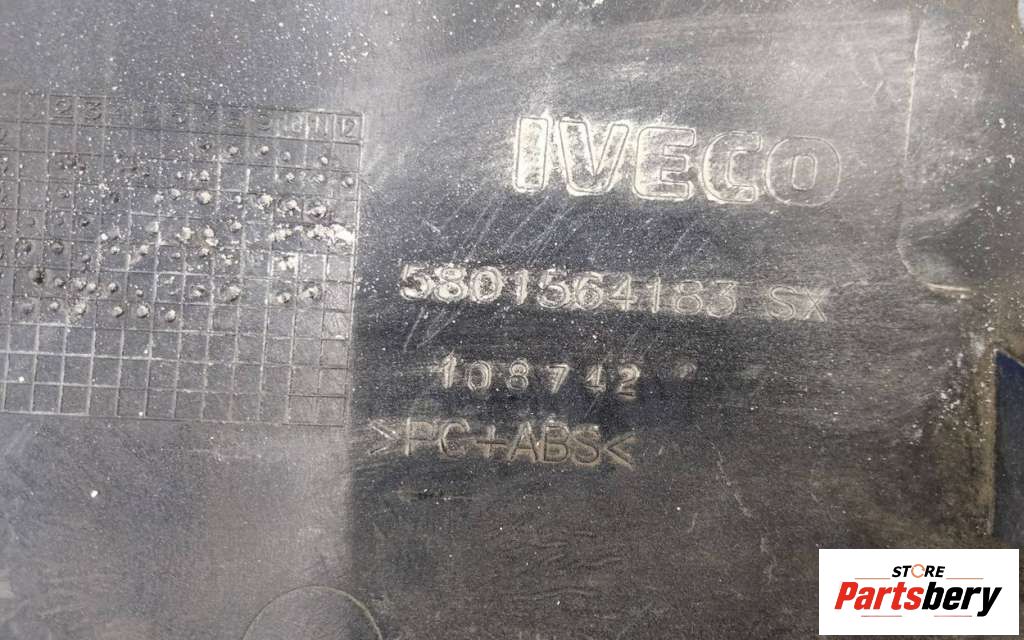 IVECO
5801564183 SX
108742
>PC+ABS<
STORE
Partsbery